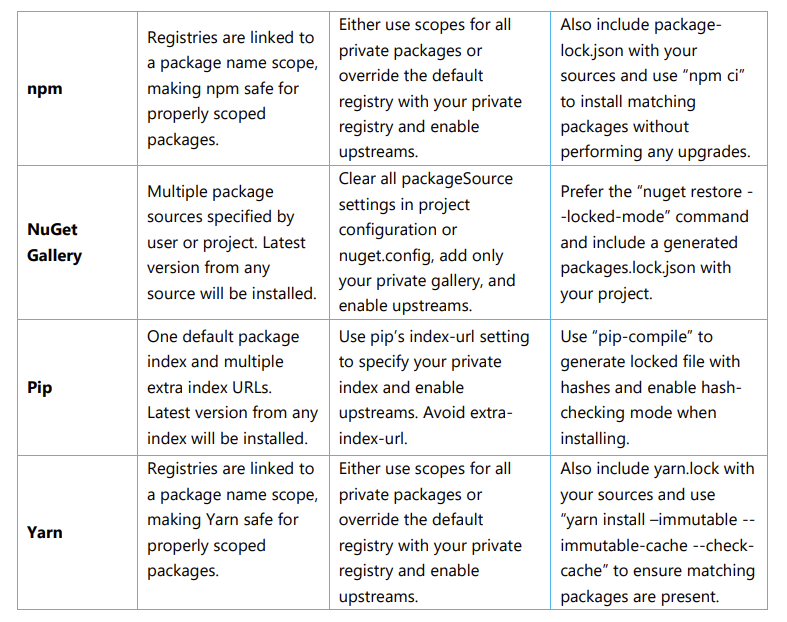 npm
Registries are linked to
a package name scope,
making npm safe for
properly scoped
packages.
Either use scopes for all
private packages or
override the default
registry with your private
registry and enable
upstreams.
Also include package-
lock.json with your
sources and use “npm ci”
to install matching
packages without
performing any upgrades.
NuGet
Gallery
Multiple package
sources specified by
user or project. Latest
version from any
source will be installed.
Clear all packageSource
settings in project
configuration or
nuget.config, add only
your private gallery, and
enable upstreams.
Prefer the “nuget restore -
-locked-mode” command
and include a generated
packages.lock.json with
your project.
Pip
One default package
index and multiple
extra index URLs.
Latest version from any
index will be installed.
Use pip’s index-url setting
to specify your private
index and enable
upstreams. Avoid extra-
index-url.
Use “pip-compile” to
generate locked file with
hashes and enable hash-
checking mode when
installing.
Yarn
Registries are linked to
a package name scope,
making Yarn safe for
properly scoped
packages.
Either use scopes for all
private packages or
override the default
registry with your private
registry and enable
upstreams.
Also include yarn.lock with
your sources and use
“yarn install –immutable --
immutable-cache --check-
cache” to ensure matching
packages are present.